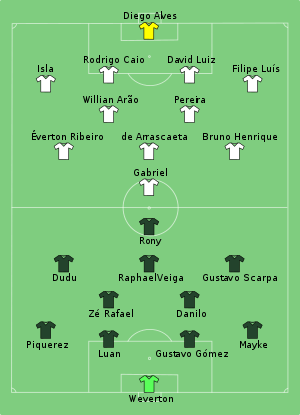 Diego Alves
Rodrigo Caio David Luiz
Isla Filipe Luís
Willian Arão Pereira
Éverton Ribeiro de Arrascaeta Bruno Henrique
Gabriel
Rony
Dudu RaphaelVeiga Gustavo Scarpa
Zé Rafael Danilo
Piquerez Mayke
Luan Gustavo Gómez
Weverton